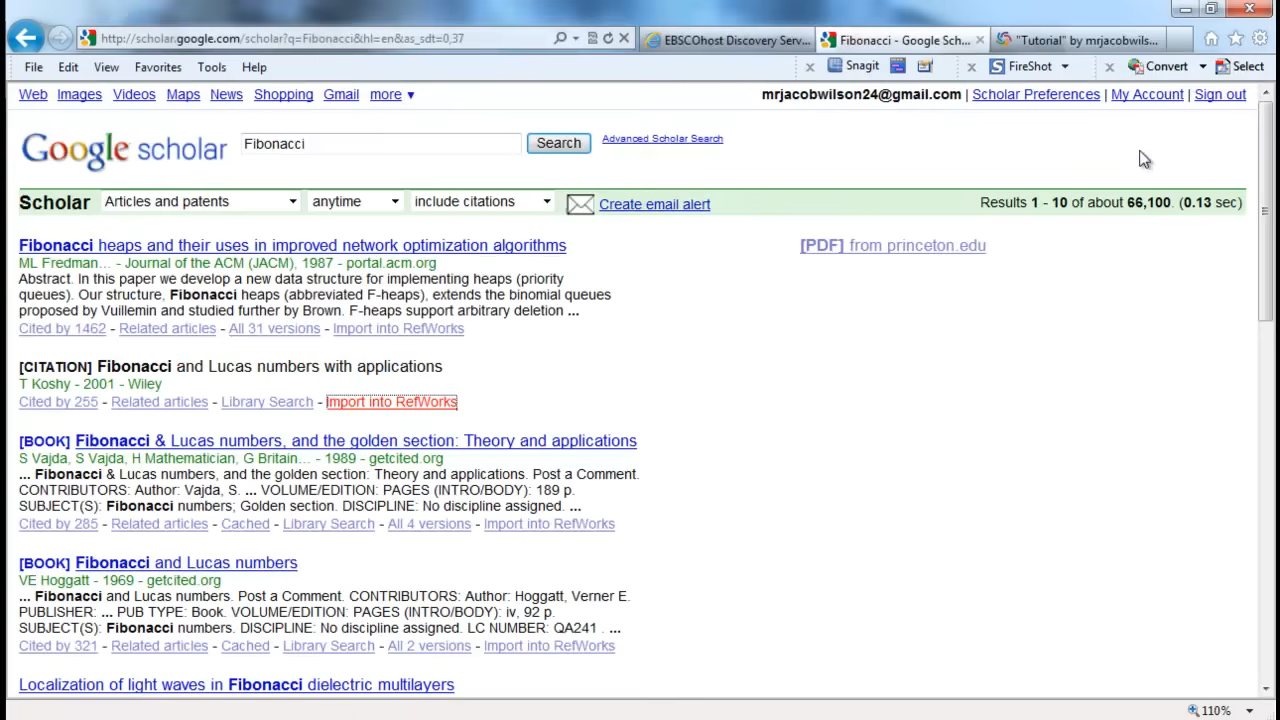 http://scholar.google.com/scholar?q=Fibonacci&hl=en&as_sdt=0,37
EBSCOhost Discovery Serv...
Fibonacci - Google Sch...
"Tutorial" by mrjacobwils...
File Edit View Favorites Tools Help
Snagit
FireShot
Convert
Select
Web Images Videos Maps News Shopping Gmail more
mrjacobwilson24@gmail.com | Scholar Preferences | My Account | Sign out
Google scholar
Fibonacci
Search
Advanced Scholar Search
Scholar Articles and patents anytime include citations Create email alert Results 1 - 10 of about 66,100. (0.13 sec)
Fibonacci heaps and their uses in improved network optimization algorithms
[PDF] from princeton.edu
ML Fredman... - Journal of the ACM (JACM), 1987 - portal.acm.org
Abstract. In this paper we develop a new data structure for implementing heaps (priority
queues). Our structure, Fibonacci heaps (abbreviated F-heaps), extends the binomial queues
proposed by Vuillemin and studied further by Brown. F-heaps support arbitrary deletion ...
Cited by 1462 - Related articles - All 31 versions - Import into RefWorks
[CITATION] Fibonacci and Lucas numbers with applications
T Koshy - 2001 - Wiley
Cited by 255 - Related articles - Library Search - Import into RefWorks
[BOOK] Fibonacci & Lucas numbers, and the golden section: Theory and applications
S Vajda, S Vajda, H Mathematician, G Britain... - 1989 - getcited.org
... Fibonacci & Lucas numbers, and the golden section: Theory and applications. Post a Comment.
CONTRIBUTORS: Author: Vajda, S. ... VOLUME/EDITION: PAGES (INTRO/BODY): 189 p.
SUBJECT(S): Fibonacci numbers; Golden section. DISCIPLINE: No discipline assigned. ...
Cited by 285 - Related articles - Cached - Library Search - All 4 versions - Import into RefWorks
[BOOK] Fibonacci and Lucas numbers
VE Hoggatt - 1969 - getcited.org
... Fibonacci and Lucas numbers. Post a Comment. CONTRIBUTORS: Author: Hoggatt, Verner E.
PUBLISHER: ... PUB TYPE: Book. VOLUME/EDITION: PAGES (INTRO/BODY): iv, 92 p.
SUBJECT(S): Fibonacci numbers. DISCIPLINE: No discipline assigned. LC NUMBER: QA241 . ...
Cited by 321 - Related articles - Cached - Library Search - All 2 versions - Import into RefWorks
Localization of light waves in Fibonacci dielectric multilayers
110%